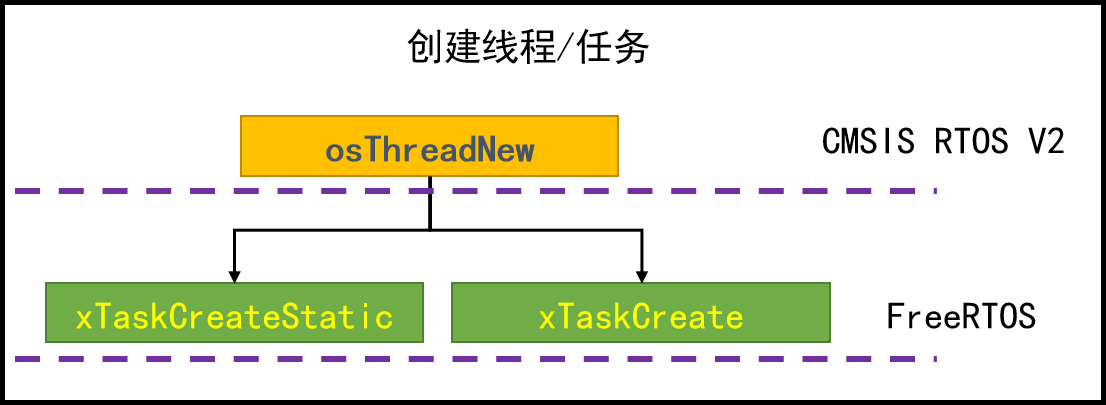 创建线程/任务
osThreadNew
CMSIS RTOS V2
xTaskCreateStatic
xTaskCreate
FreeRTOS